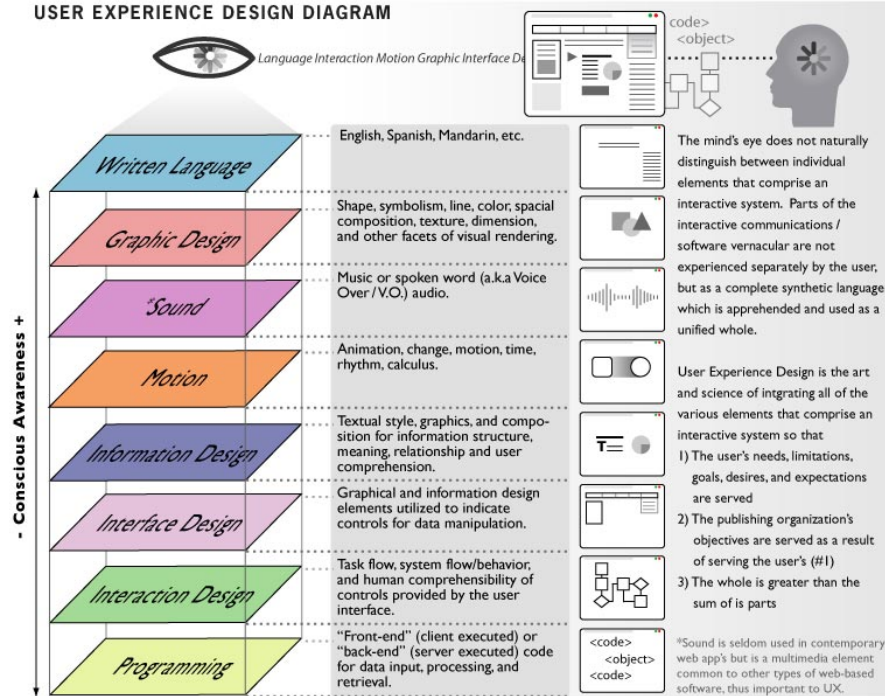 USER EXPERIENCE DESIGN DIAGRAM
Language Interaction Motion Graphic Interface De
code>
<object>
Written Language
English, Spanish, Mandarin, etc.
Graphic Design
Shape, symbolism, line, color, spacial
composition, texture, dimension,
and other facets of visual rendering.
*Sound
Music or spoken word (a.k.a Voice
Over / V.O.) audio.
Motion
Animation, change, motion, time,
rhythm, calculus.
Information Design
Textual style, graphics, and compo-
sition for information structure,
meaning, relationship and user
comprehension.
Interface Design
Graphical and information design
elements utilized to indicate
controls for data manipulation.
Interaction Design
Task flow, system flow/behavior,
and human comprehensibility of
controls provided by the user
interface.
Programming
“Front-end” (client executed) or
“back-end” (server executed) code
for data input, processing, and
retrieval.
- Conscious Awareness +
T
<code>
<object>
<code>
The mind’s eye does not naturally
distinguish between individual
elements that comprise an
interactive system. Parts of the
interactive communications /
software vernacular are not
experienced separately by the user,
but as a complete synthetic language
which is apprehended and used as a
unified whole.
User Experience Design is the art
and science of intgrating all of the
various elements that comprise an
interactive system so that
1) The user’s needs, limitations,
goals, desires, and expectations
are served
2) The publishing organization’s
objectives are served as a result
of serving the user’s (#1)
3) The whole is greater than the
sum of is parts
*Sound is seldom used in contemporary
web app’s but is a multimedia element
common to other types of web-based
software, thus important to UX.